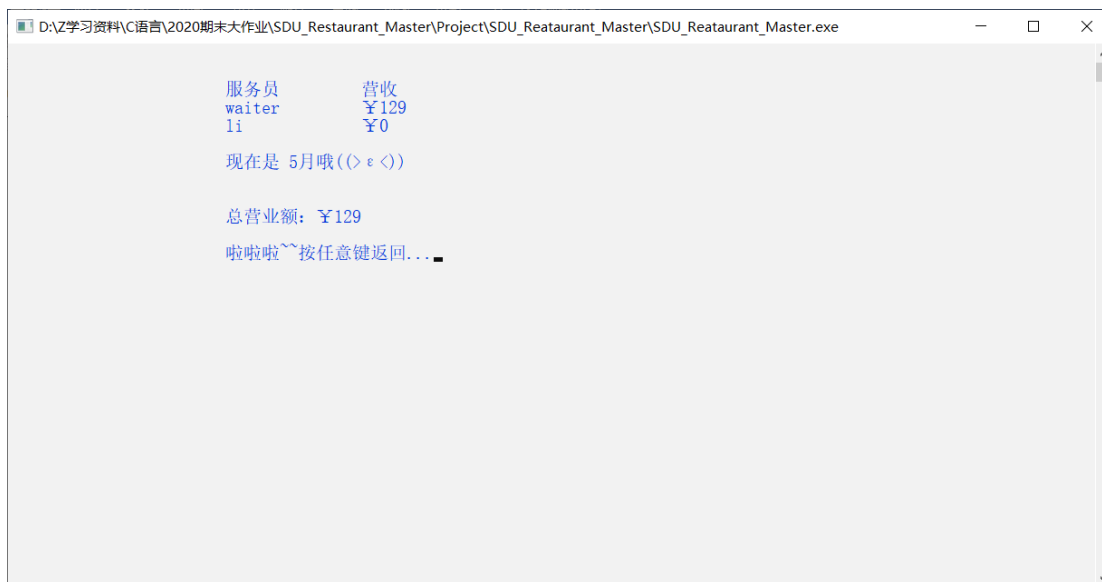 D:\Z学习资料\C语言\2020期末大作业\SDU_Restaurant_Master\Project\SDU_Reataurant_Master\SDU_Reataurant_Master.exe
服务员 营收
waiter ￥129
li ￥0
现在是 5月哦((>ε<))
总营业额：￥129
啦啦啦~~按任意键返回...